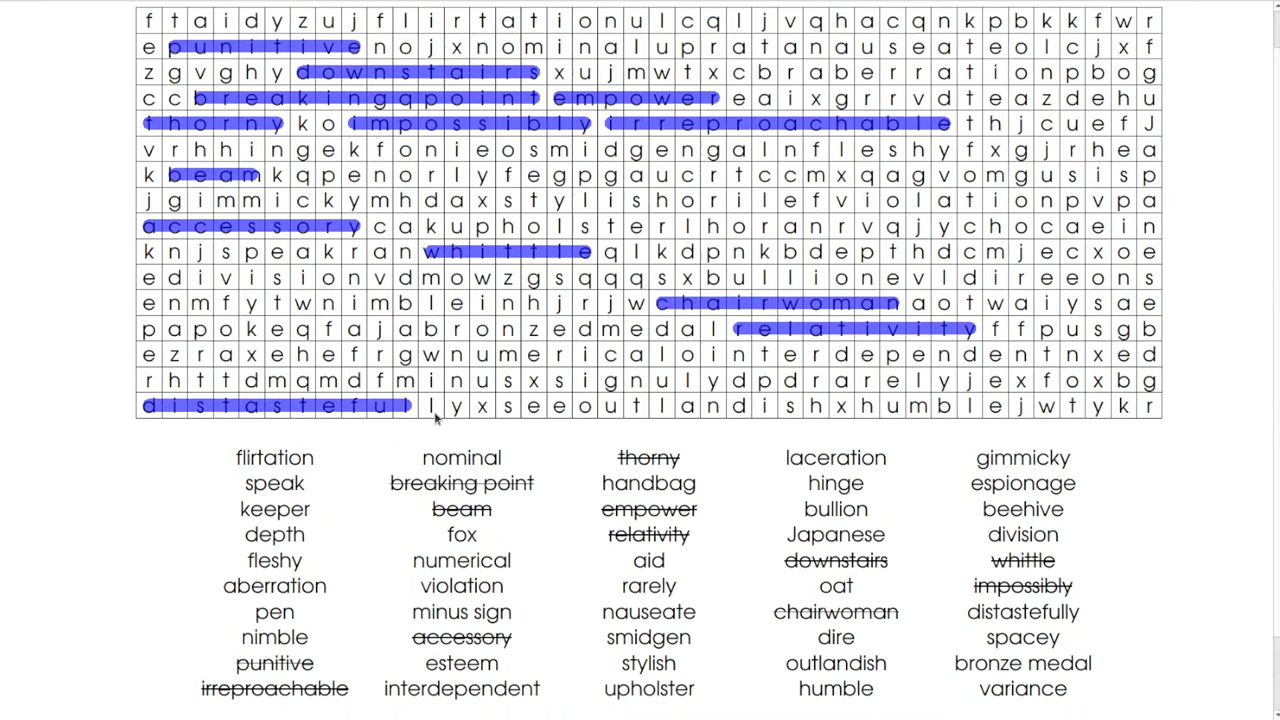 f t a i d y z u j f l i r t a t i o n u l c q l j v q h a c q n k p b k k f w r
e p u n i t i v e n o j x n o m i n a l u p r a t a n a u s e a t e o l c j x f
z g v g h y d o w n s t a i r s x u j m w t x c b r a b e r r a t i o n p b o g
c c b r e a k i n g q p o i n t e m p o w e r e a i x g r r v d t e a z d e h u
t h o r n y k o i m p o s s i b l y i r r e p r o a c h a b l e t h j c u e f J
v r h h i n g e k f o n i e o s m i d g e n g a l n f l e s h y f x g j r h e a
k b e a m k q p e n o r l y f e g p g a u c r t c c m x q a g v o m g u s i s p
j g i m m i c k y m h d a x s t y l i s h o r i l e f v i o l a t i o n p v p a
a c c e s s o r y c a k u p h o l s t e r l h o r a n r v q j y c h o c a e i n
k n j s p e a k r a n w h i t t l e q l k d p n k b d e p t h d c m j e c x o e
e d i v i s i o n v d m o w z g s q q q s x b u l l i o n e v l d i r e e o n s
e n m f y t w n i m b l e i n h j r j w c h a i r w o m a n a o t w a i y s a e
p a p o k e q f a j a b r o n z e d m e d a l r e l a t i v i t y f f p u s g b
e z r a x e h e f r g w n u m e r i c a l o i n t e r d e p e n d e n t n x e d
r h t t d m q m d f m i n u s x s i g n u l y d p d r a r e l y j e x f o x b g
d i s t a s t e f u l l y x s e e o u t l a n d i s h x h u m b l e j w t y k r
flirtation nominal thorny laceration gimmicky
speak breaking point handbag hinge espionage
keeper beam empower bullion beehive
depth fox relativity Japanese division
fleshy numerical aid downstairs whittle
aberration violation rarely oat impossibly
pen minus sign nauseate chairwoman distastefully
nimble accessory smidgen dire spacey
punitive esteem stylish outlandish bronze medal
irreproachable interdependent upholster humble variance